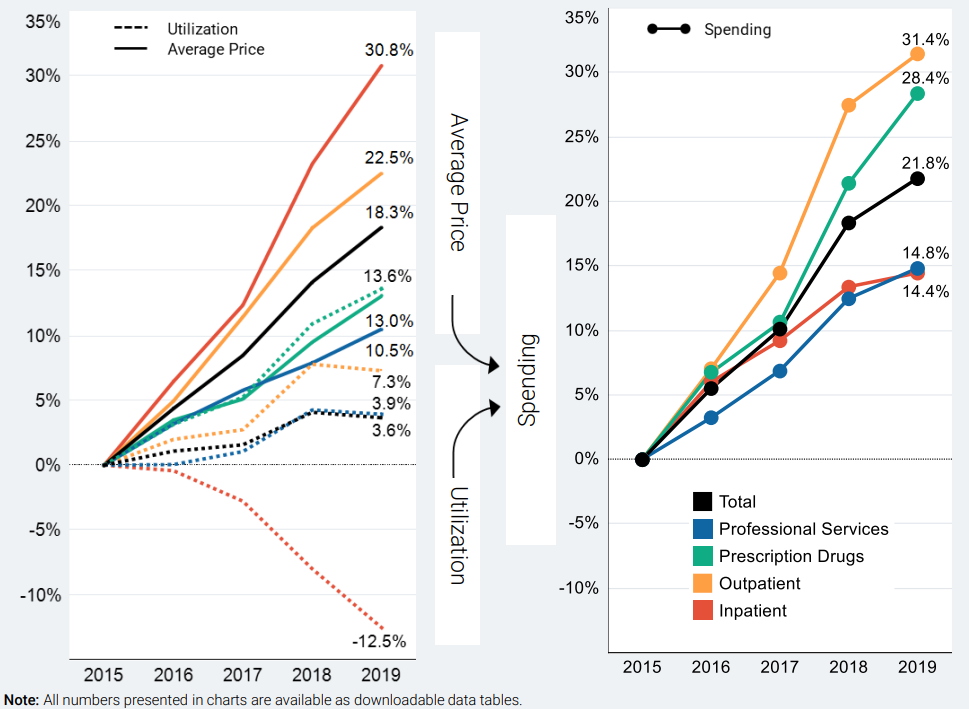 35%
30%
25%
20%
15%
10%
5%
0%
-5%
-10%
Utilization
Average Price
30.8%
22.5%
18.3%
13.6%
13.0%
10.5%
7.3%
3.9%
3.6%
-12.5%
2015 2016 2017 2018 2019
Average Price
Utilization
Spending
35%
30%
25%
20%
15%
10%
5%
0%
-5%
-10%
Spending
31.4%
28.4%
21.8%
14.8%
14.4%
Total
Professional Services
Prescription Drugs
Outpatient
Inpatient
2015 2016 2017 2018 2019
Note: All numbers presented in charts are available as downloadable data tables.